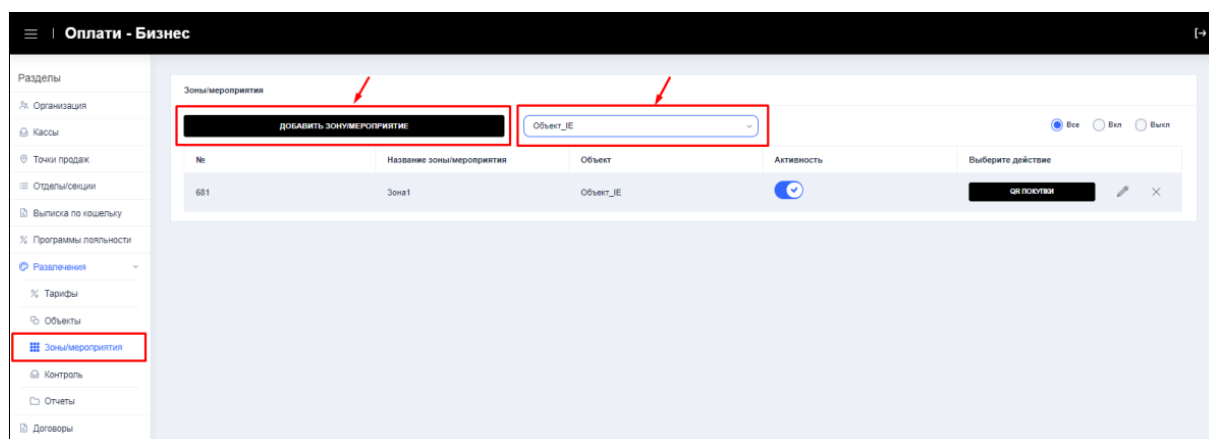 Оплати - Бизнес
Разделы
Организация
Кассы
Точки продаж
Отделы/секции
Выписка по кошельку
Программы лояльности
Развлечения
Тарифы
Объекты
Зоны/мероприятия
Контроль
Отчеты
Договоры
Зоны/мероприятия
ДОБАВИТЬ ЗОНУ/МЕРОПРИЯТИЕ Объект_IE Все Вкл Выкл
№ Название зоны/мероприятия Объект Активность Выберите действие
681 Зона1 Объект_IE QR ПОКУПКИ